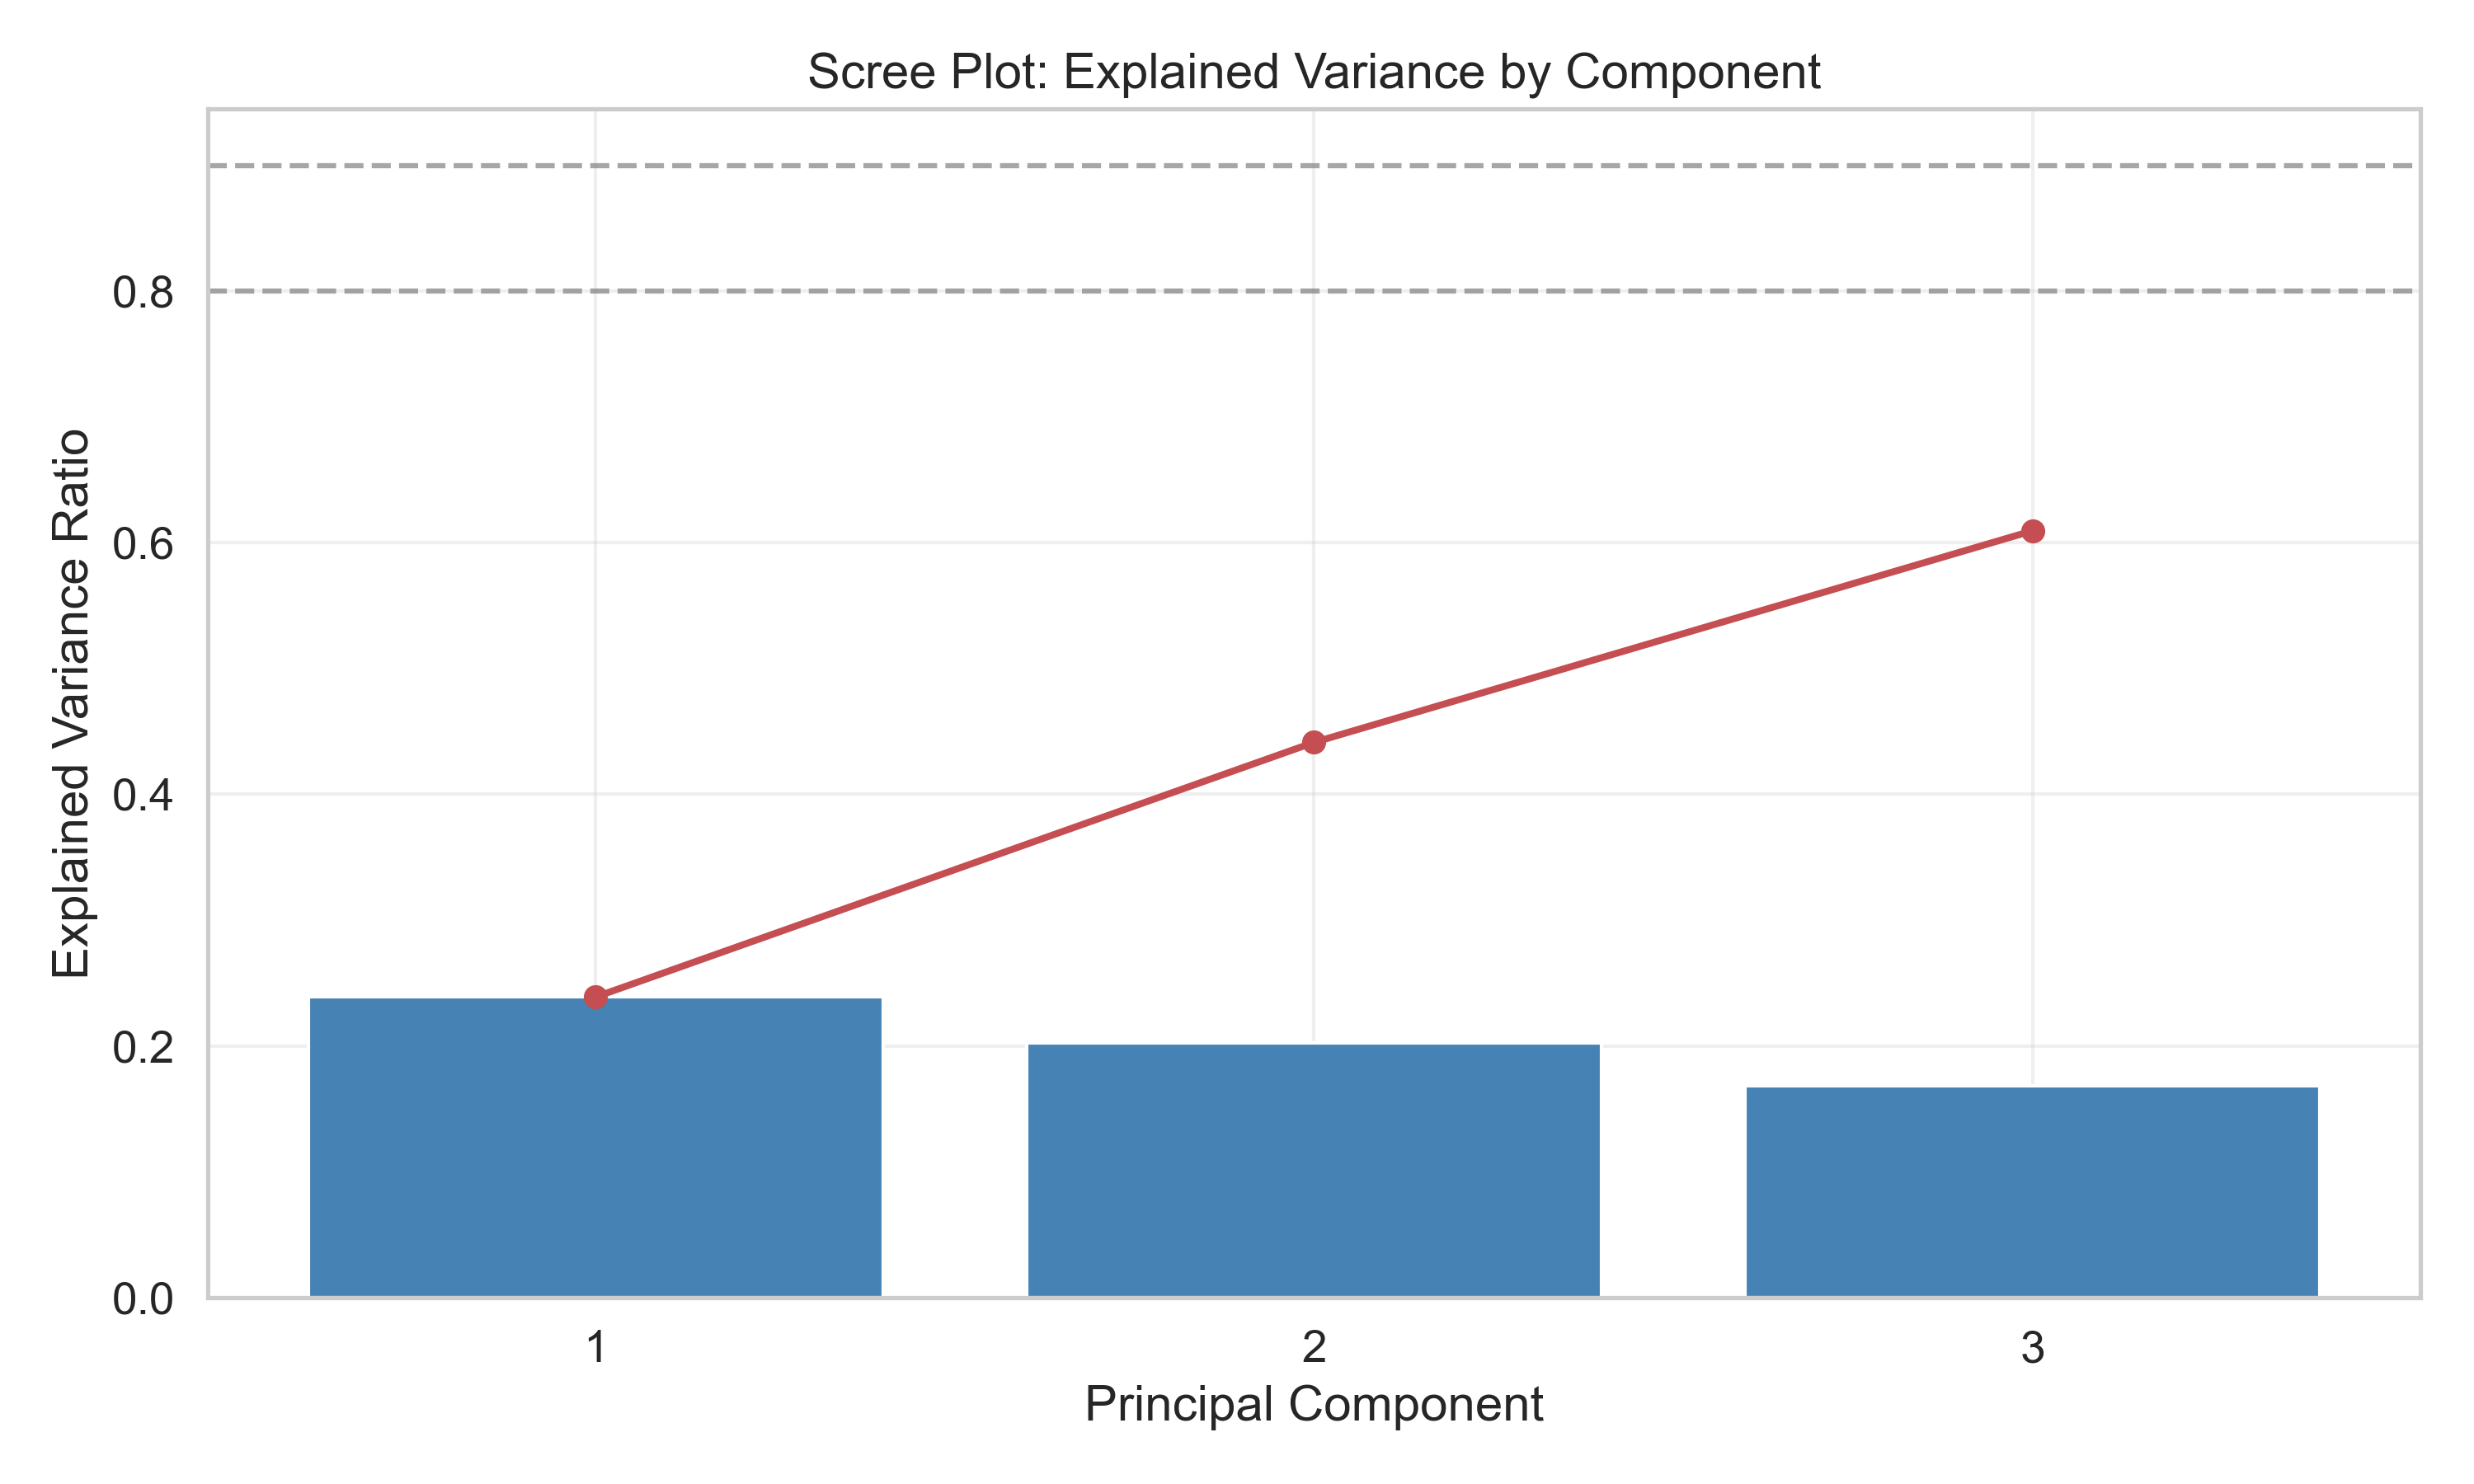 Scree Plot: Explained Variance by Component
Explained Variance Ratio
0.8
0.6
0.4
0.2
0.0
1
2
3
Principal Component